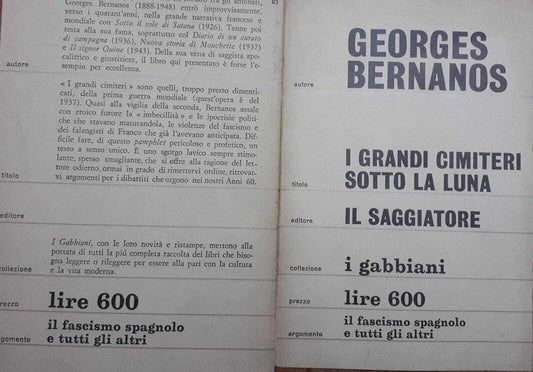 Georges Bernanos (1888-1948) entrò improvvisamente,
verso i quarant'anni, nella grande narrativa francese e
mondiale con Sotto il sole di Satana (1926). Tenne poi
testa alla sua fama, soprattutto col Diario di un curato
di campagna (1936), Nuova storia di Mouchette (1937)
e Il signor Ouine (1943). Della sua vena di saggista apo-
calittico e giustiziere, il libro qui presentato è forse l'e-
sempio per eccellenza.
autore
« I grandi cimiteri » sono quelli, troppo presto dimenti-
cati, della prima guerra mondiale (quest'opera è del
1937). Quasi alla vigilia della seconda, Bernanos assale
con eroico furore la « imbecillità » e le ipocrisie politi-
che che stavano maturandola, le violenze del fascismo e
dei falangisti di Franco che già l'avevano anticipata. Dif-
ficile fare, di questo pamphlet pericoloso e profetico, un
testo a senso unico. È uno sgorgo lavico sempre stimo-
lante, spesso smagliante, che si offre alla ragione del let-
tore odierno, ormai in grado di rimettervi ordine, ritrovar-
vi argomenti per i dibattiti che urgono nei nostri Anni 60.
titolo
editore
I Gabbiani, con le loro novità e ristampe, mettono alla
portata di tutti la più completa raccolta dei libri che biso-
gna leggere o rileggere per essere alla pari con la cultura
e la vita moderna.
collezione
prezzo
lire 600
il fascismo spagnolo
e tutti gli altri
argomento
GEORGES
BERNANOS
autore
I GRANDI CIMITERI
SOTTO LA LUNA
titolo
editore
IL SAGGIATORE
collezione
i gabbiani
prezzo
lire 600
il fascismo spagnolo
e tutti gli altri
argomento